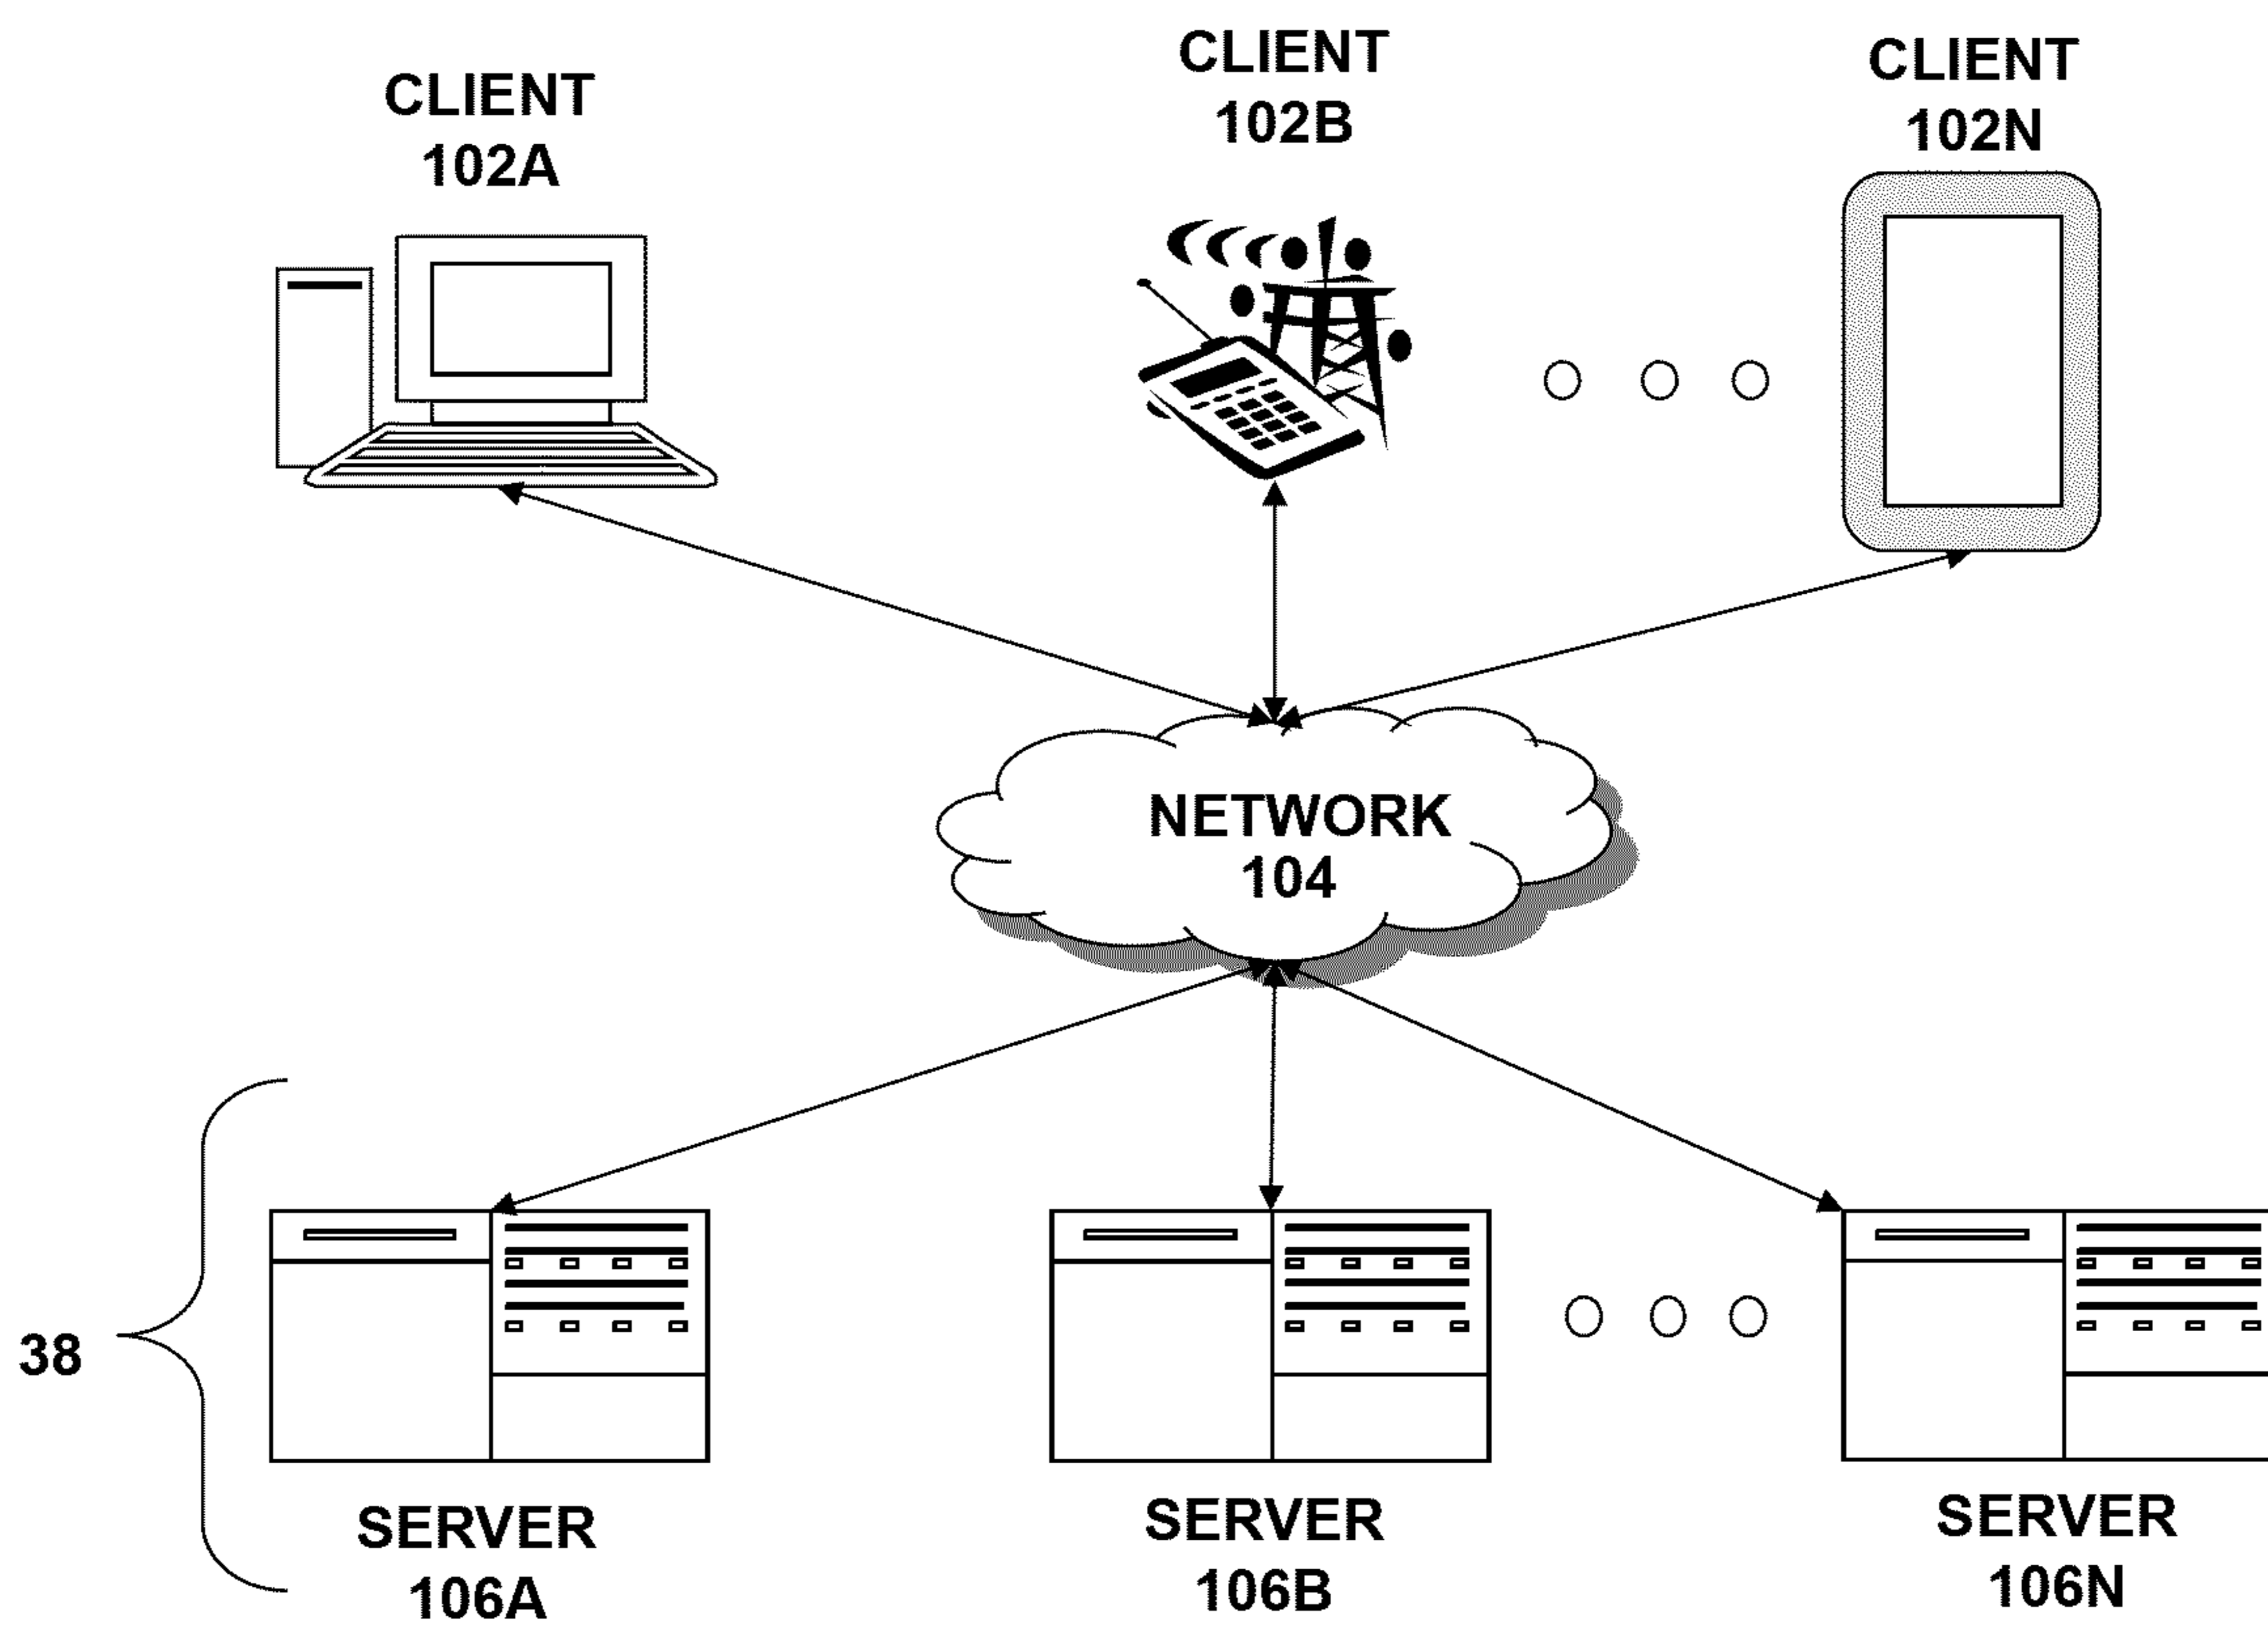 CLIENT
102A
CLIENT
102B
CLIENT
102N
NETWORK
104
38
SERVER
106A
SERVER
106B
SERVER
106N